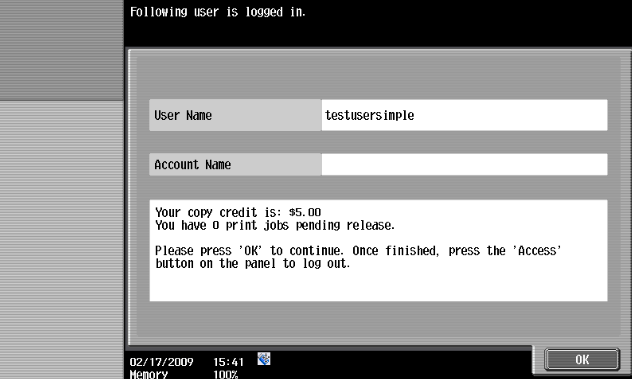 Following user is logged in.
User Name testusersimple
Account Name
Your copy credit is: $5.00
You have 0 print jobs pending release.
Please press 'OK' to continue. Once finished, press the 'Access'
button on the panel to log out.
02/17/2009 15:41
Memory 100%
OK